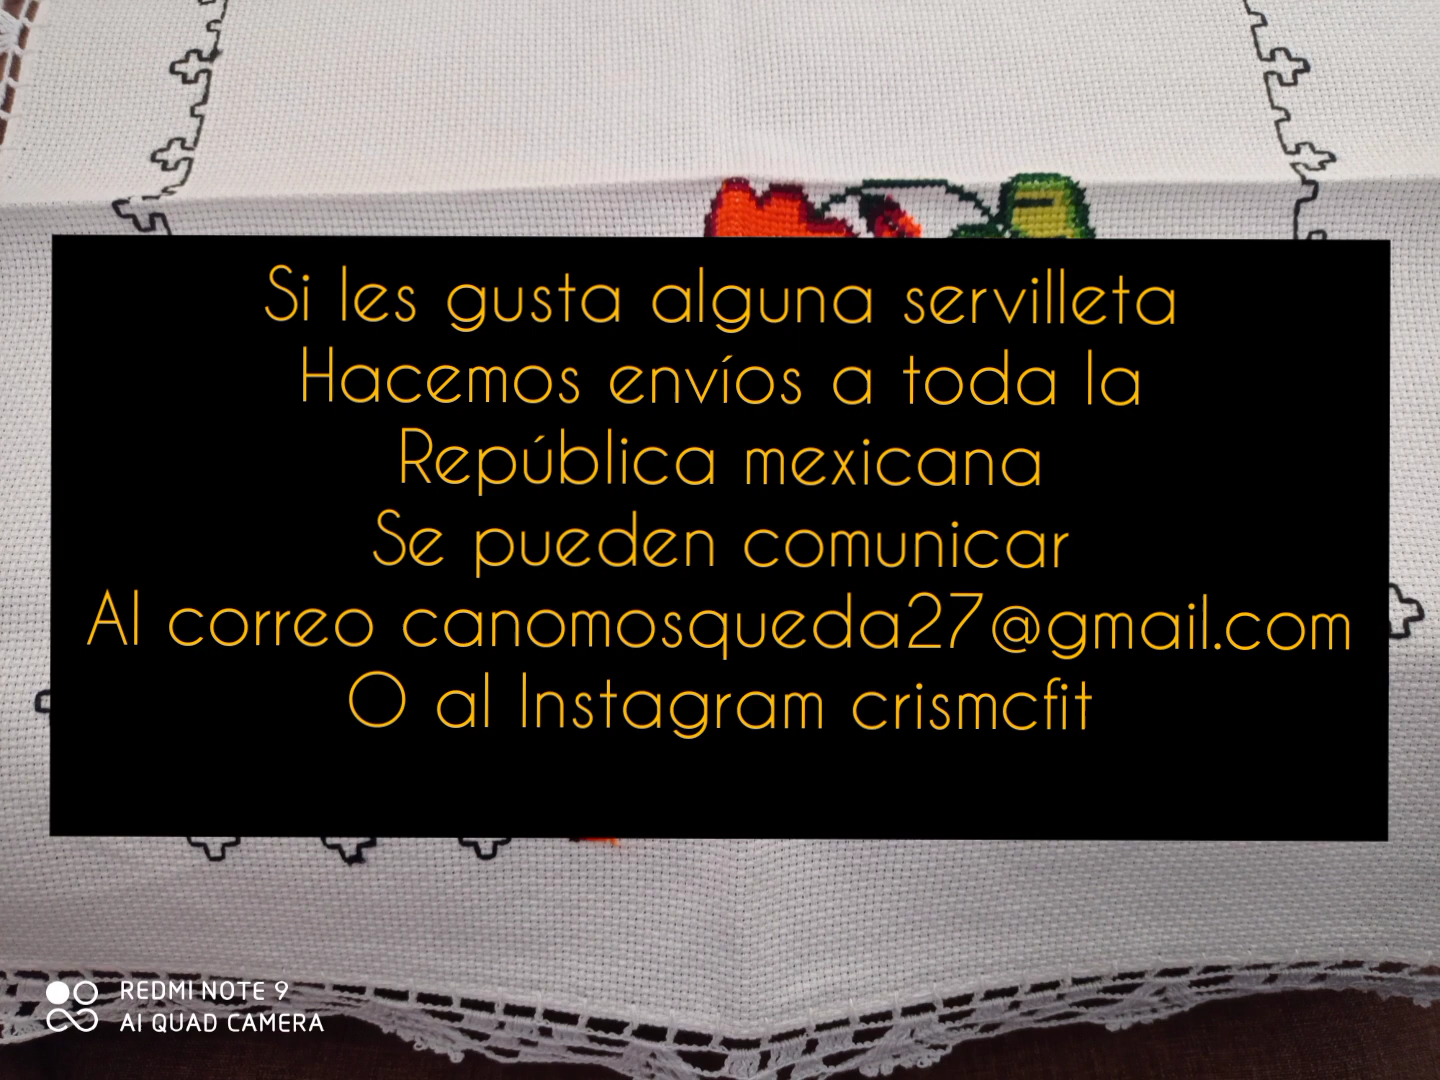 Si les gusta alguna servilleta
Hacemos envíos a toda la
República mexicana
Se pueden comunicar
Al correo canomosqueda27@gmail.com
O al Instagram crismcfit
REDMI NOTE 9
AI QUAD CAMERA